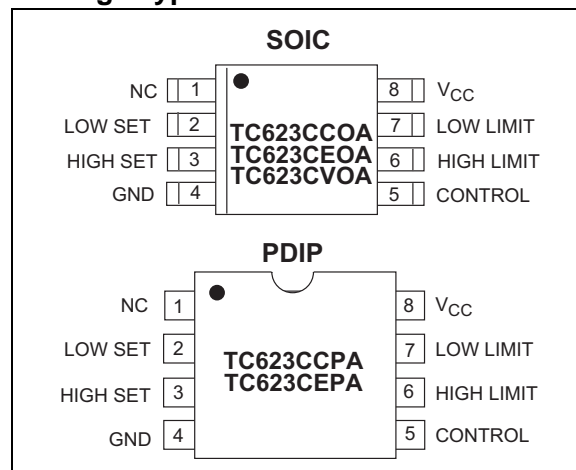 SOIC
NC 1 8 VCC
LOW SET 2 TC623CCOA 7 LOW LIMIT
HIGH SET 3 TC623CEOA 6 HIGH LIMIT
TC623CVOA
GND 4 5 CONTROL
PDIP
NC 1 8 VCC
LOW SET 2 TC623CCPA 7 LOW LIMIT
HIGH SET 3 TC623CEPA 6 HIGH LIMIT
GND 4 5 CONTROL